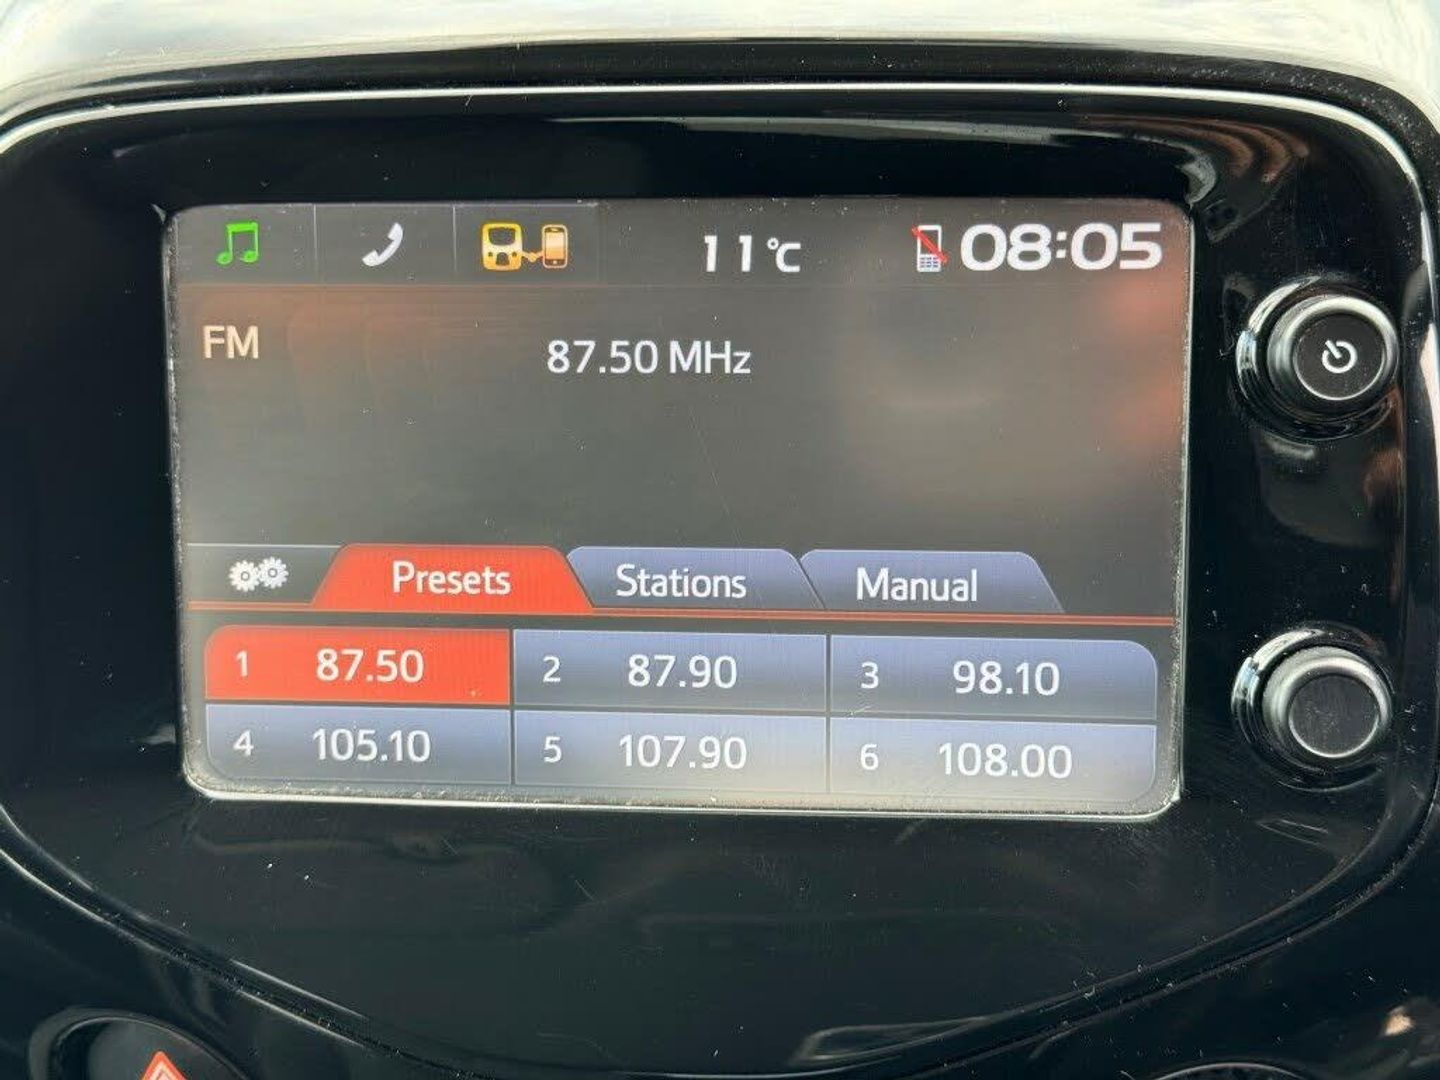 11°C 08:05
FM
87.50 MHz
Presets Stations Manual
1 87.50 2 87.90 3 98.10
4 105.10 5 107.90 6 108.00